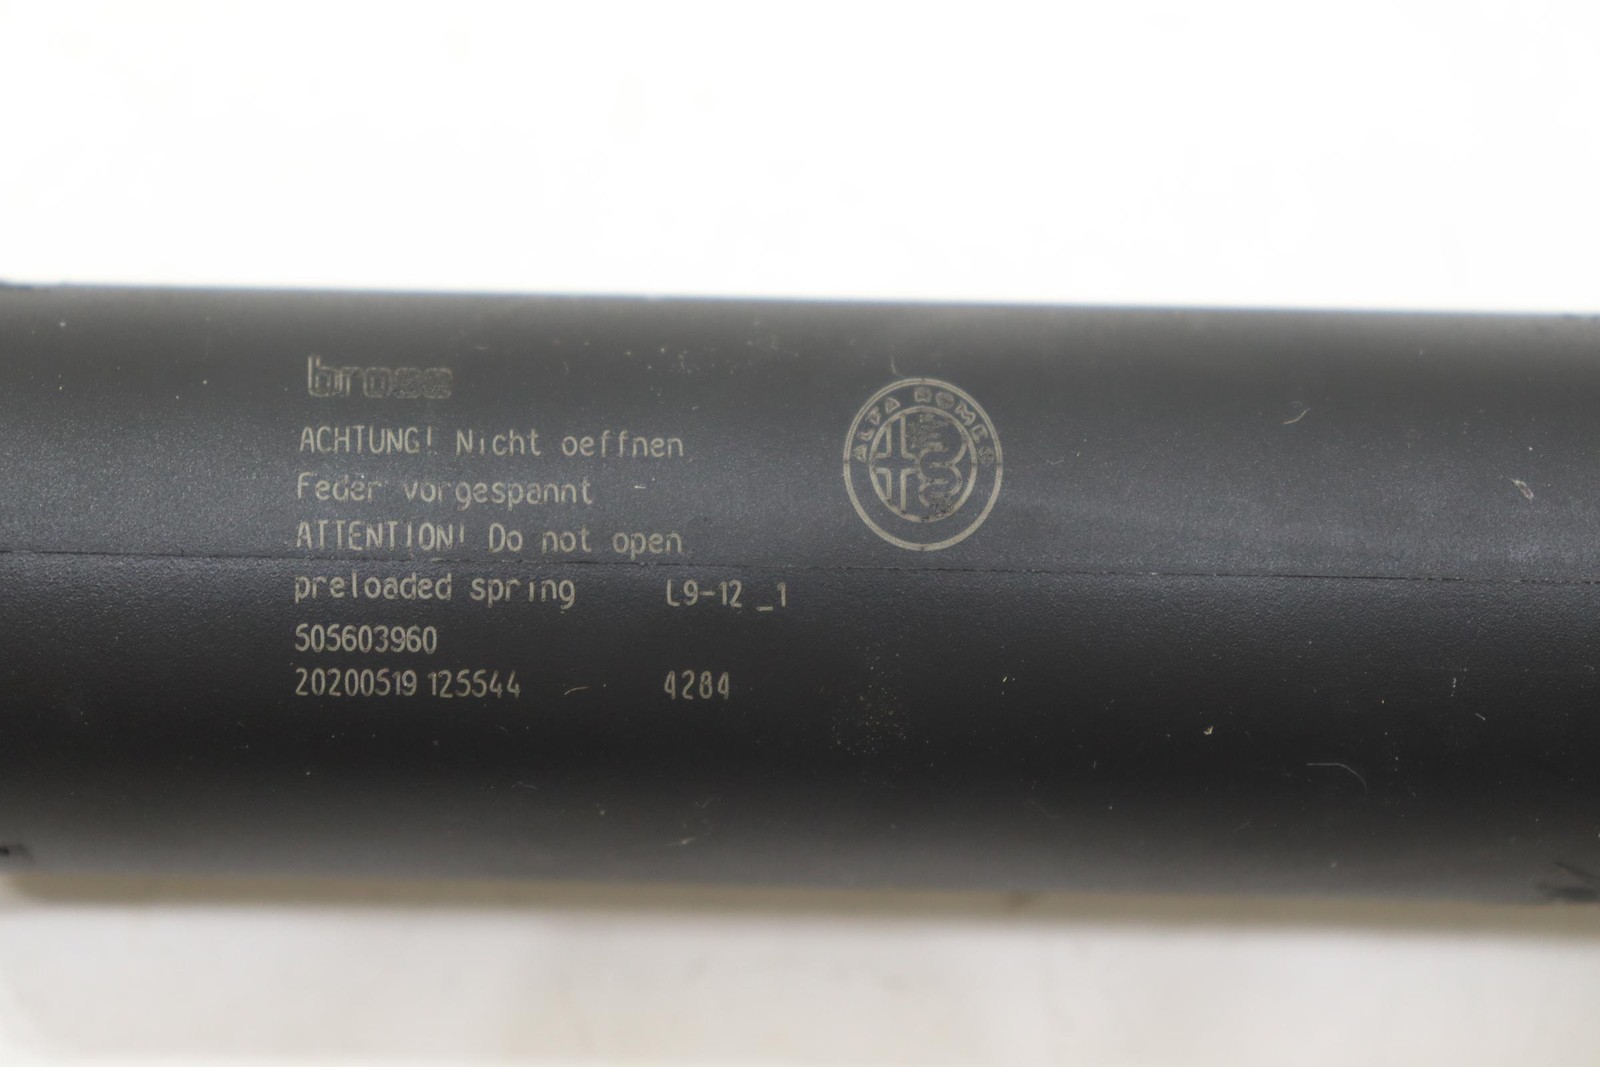 brose
ACHTUNG! Nicht oeffnen
Feder vorgespannt
ATTENTION! Do not open
preloaded spring L9-12 _1
505603960
20200519 125544 4284
ALFA ROMEO